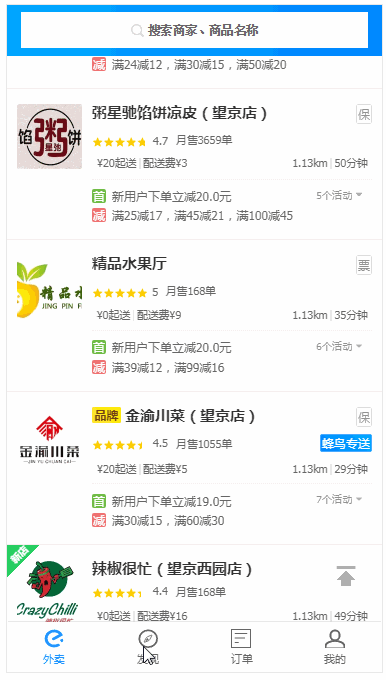 搜索商家、商品名称
减 满24减12，满30减15，满50减20
馅 粥 饼
星驰
粥星驰馅饼凉皮（望京店） 保
4.7 月售3659单
¥20起送 | 配送费¥3 1.13km | 50分钟
首 新用户下单立减20.0元 5个活动
减 满25减17，满45减21，满100减45
精品水果厅 票
精品水
JING PIN F
5 月售168单
¥0起送 | 配送费¥9 1.13km | 35分钟
首 新用户下单立减20.0元 6个活动
减 满39减12，满99减16
品牌 金渝川菜（望京店） 保
金渝川菜
JIN YU CHUAN CAI
4.5 月售1055单 蜂鸟专送
¥20起送 | 配送费¥5 1.13km | 29分钟
首 新用户下单立减19.0元 7个活动
减 满30减15，满60减30
新店
辣椒很忙（望京西园店）
CrazyChilli
4.4 月售168单
¥0起送 | 配送费¥16 1.13km | 49分钟
外卖 发现 订单 我的